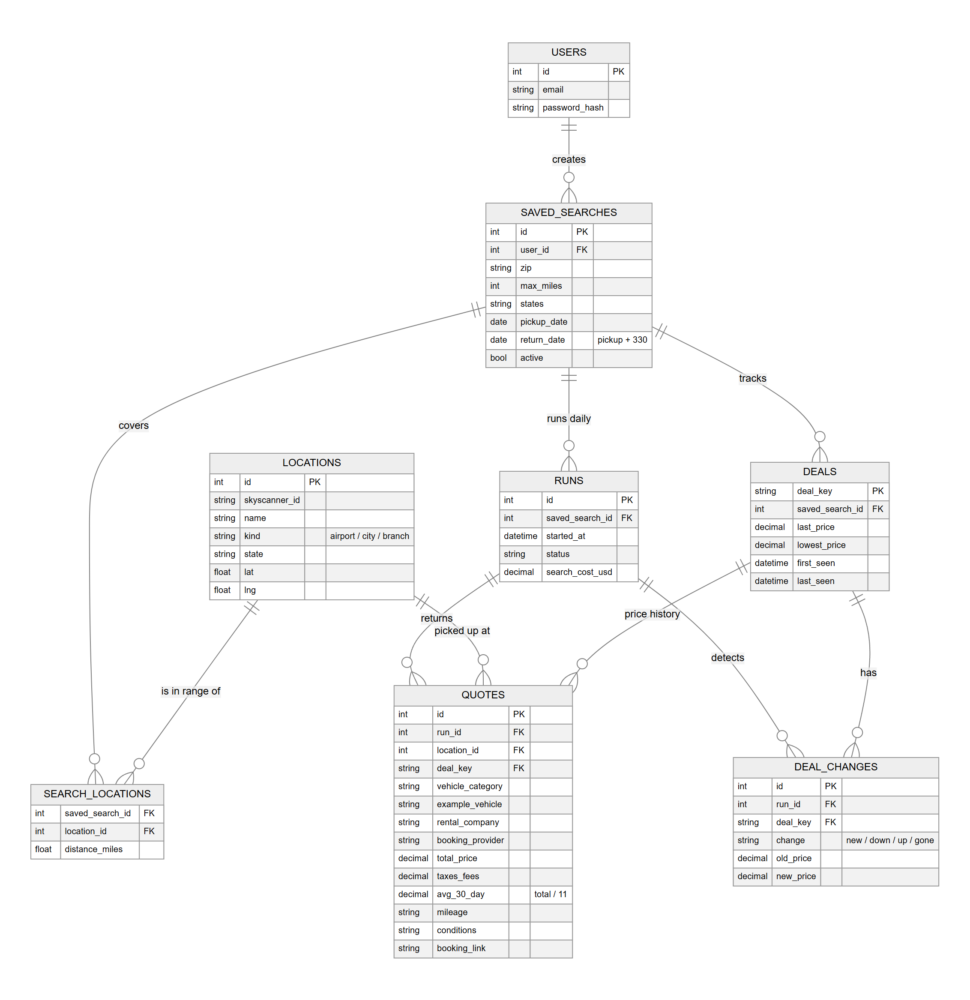 USERS
int id PK
string email
string password_hash
creates
SAVED_SEARCHES
int id PK
int user_id FK
string zip
int max_miles
string states
date pickup_date
date return_date pickup + 330
bool active
covers
runs daily
tracks
LOCATIONS
int id PK
string skyscanner_id
string name
string kind airport / city / branch
string state
float lat
float lng
RUNS
int id PK
int saved_search_id FK
datetime started_at
string status
decimal search_cost_usd
DEALS
string deal_key PK
int saved_search_id FK
decimal last_price
decimal lowest_price
datetime first_seen
datetime last_seen
returns
picked up at
price history
detects
has
is in range of
SEARCH_LOCATIONS
int saved_search_id FK
int location_id FK
float distance_miles
QUOTES
int id PK
int run_id FK
int location_id FK
string deal_key FK
string vehicle_category
string example_vehicle
string rental_company
string booking_provider
decimal total_price
decimal taxes_fees
decimal avg_30_day total / 11
string mileage
string conditions
string booking_link
DEAL_CHANGES
int id PK
int run_id FK
string deal_key FK
string change new / down / up / gone
decimal old_price
decimal new_price